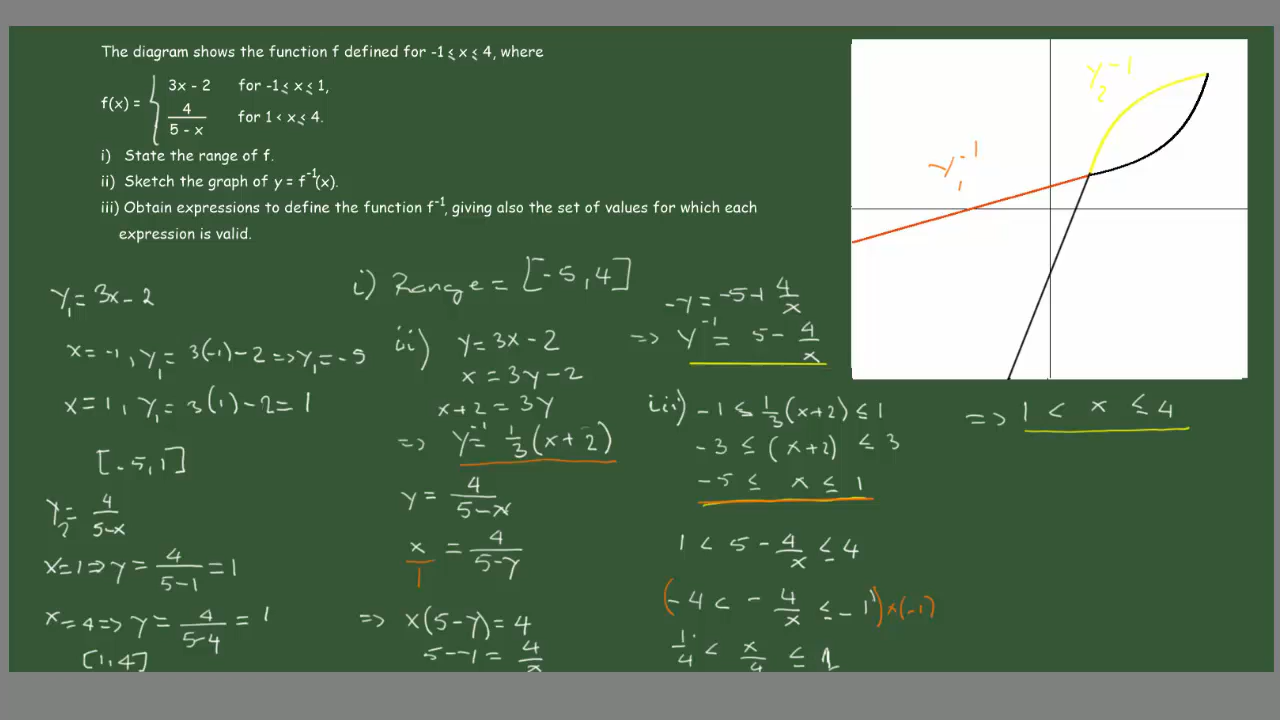 The diagram shows the function f defined for -1 ≤ x ≤ 4, where
f(x) = { 3x - 2 for -1 ≤ x ≤ 1,
4/(5 - x) for 1 < x ≤ 4.
i) State the range of f.
ii) Sketch the graph of y = f⁻¹(x).
iii) Obtain expressions to define the function f⁻¹, giving also the set of values for which each
expression is valid.
y₁ = 3x - 2
x = -1, y₁ = 3(-1) - 2 => y₁ = -5
x = 1, y₁ = 3(1) - 2 = 1
[-5, 1]
y₂ = 4/(5-x)
x = 1 => y = 4/(5-1) = 1
x = 4 => y = 4/(5-4) = 1
[1, 4]
i) Range = [-5, 4]
ii) y = 3x - 2
x = 3y - 2
x + 2 = 3y
=> y⁻¹ = 1/3 (x + 2)
y = 4/(5-x)
x/1 = 4/(5-y)
=> x(5-y) = 4
5 - -1 = 4/x
-y = -5 + 4/x
=> y⁻¹ = 5 - 4/x
iii) -1 ≤ 1/3 (x+2) ≤ 1
-3 ≤ (x+2) ≤ 3
-5 ≤ x ≤ 1
1 < 5 - 4/x ≤ 4
(-4 < - 4/x ≤ -1) x(-1)
1/4 < x/4 ≤ 1
=> 1 < x ≤ 4
y₁⁻¹
y₂⁻¹